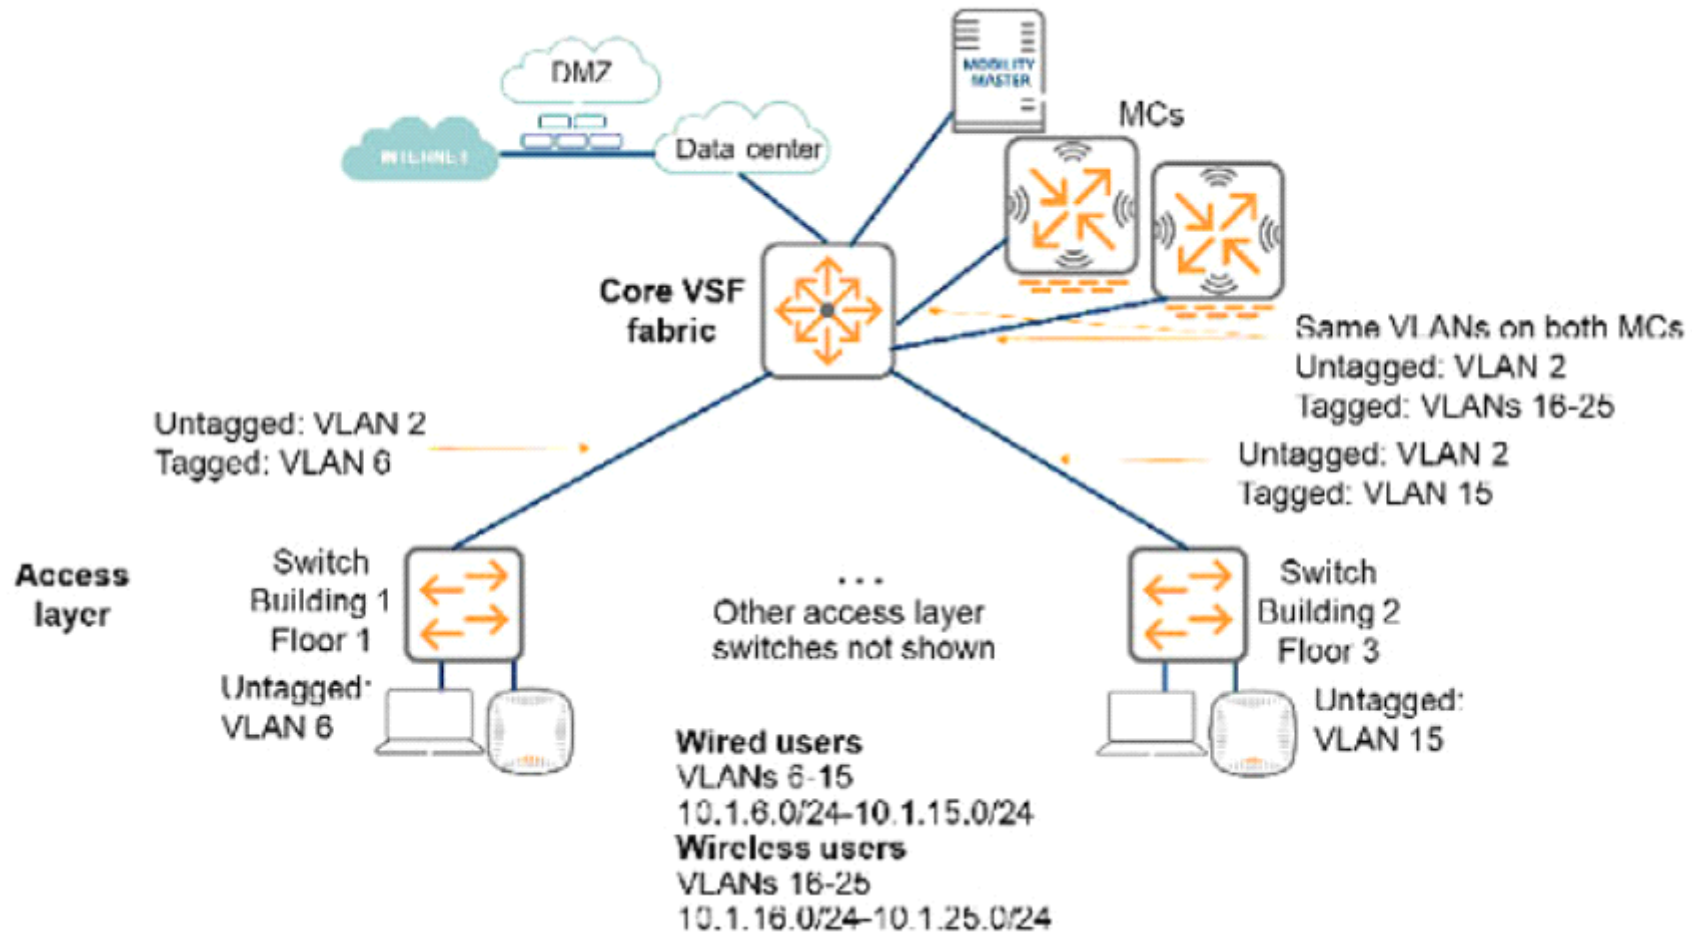 DMZ
INTERNET
Data center
MOBILITY
MASTER
MCs
Core VSF
fabric
Same VLANs on both MCs
Untagged: VLAN 2
Tagged: VLANs 16-25
Untagged: VLAN 2
Tagged: VLAN 6
Untagged: VLAN 2
Tagged: VLAN 15
Access
layer
Switch
Building 1
Floor 1
...
Other access layer
switches not shown
Switch
Building 2
Floor 3
Untagged:
VLAN 6
Untagged:
VLAN 15
Wired users
VLANs 6-15
10.1.6.0/24-10.1.15.0/24
Wireless users
VLANs 16-25
10.1.16.0/24-10.1.25.0/24